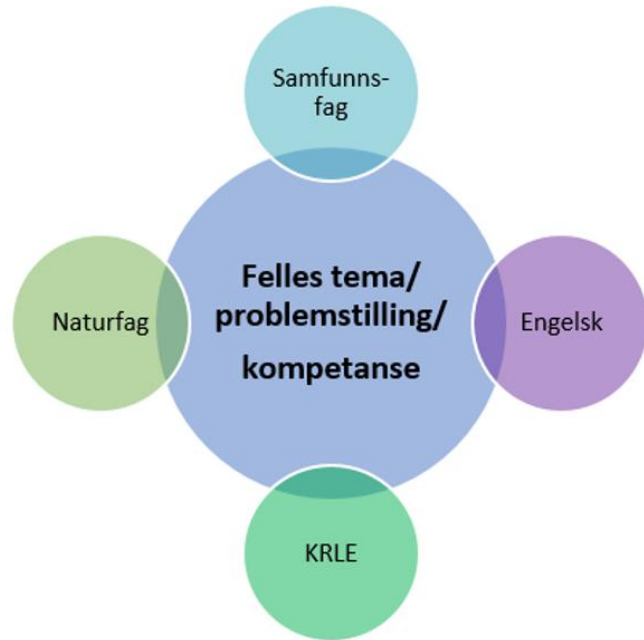 Samfunns-
fag
Felles tema/
problemstilling/
kompetanse
Naturfag
Engelsk
KRLE